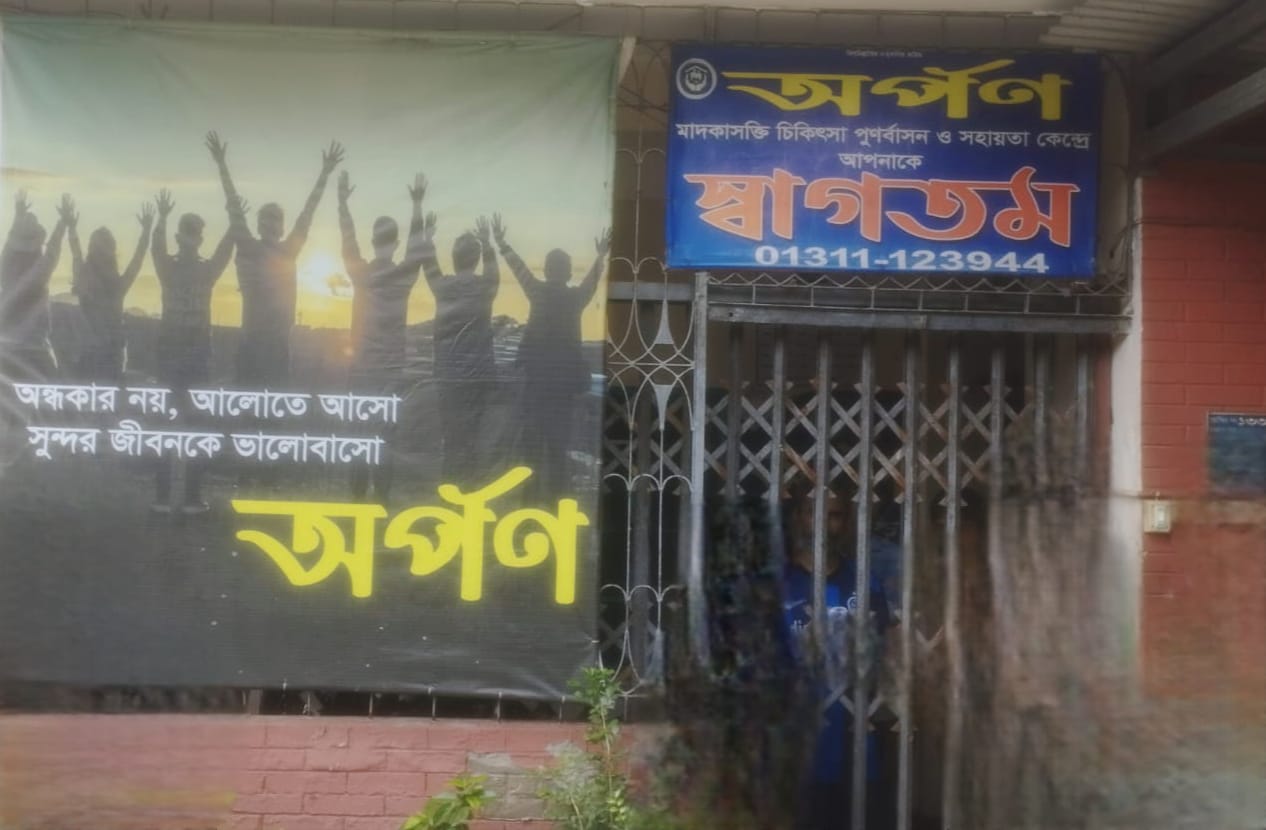 অন্ধকার নয়, আলোতে আসো
সুন্দর জীবনকে ভালোবাসো
অর্পণ
অর্পণ
মাদকাসক্তি চিকিৎসা পুণর্বাসন ও সহায়তা কেন্দ্রে
আপনাকে
স্বাগতম
01311-123944